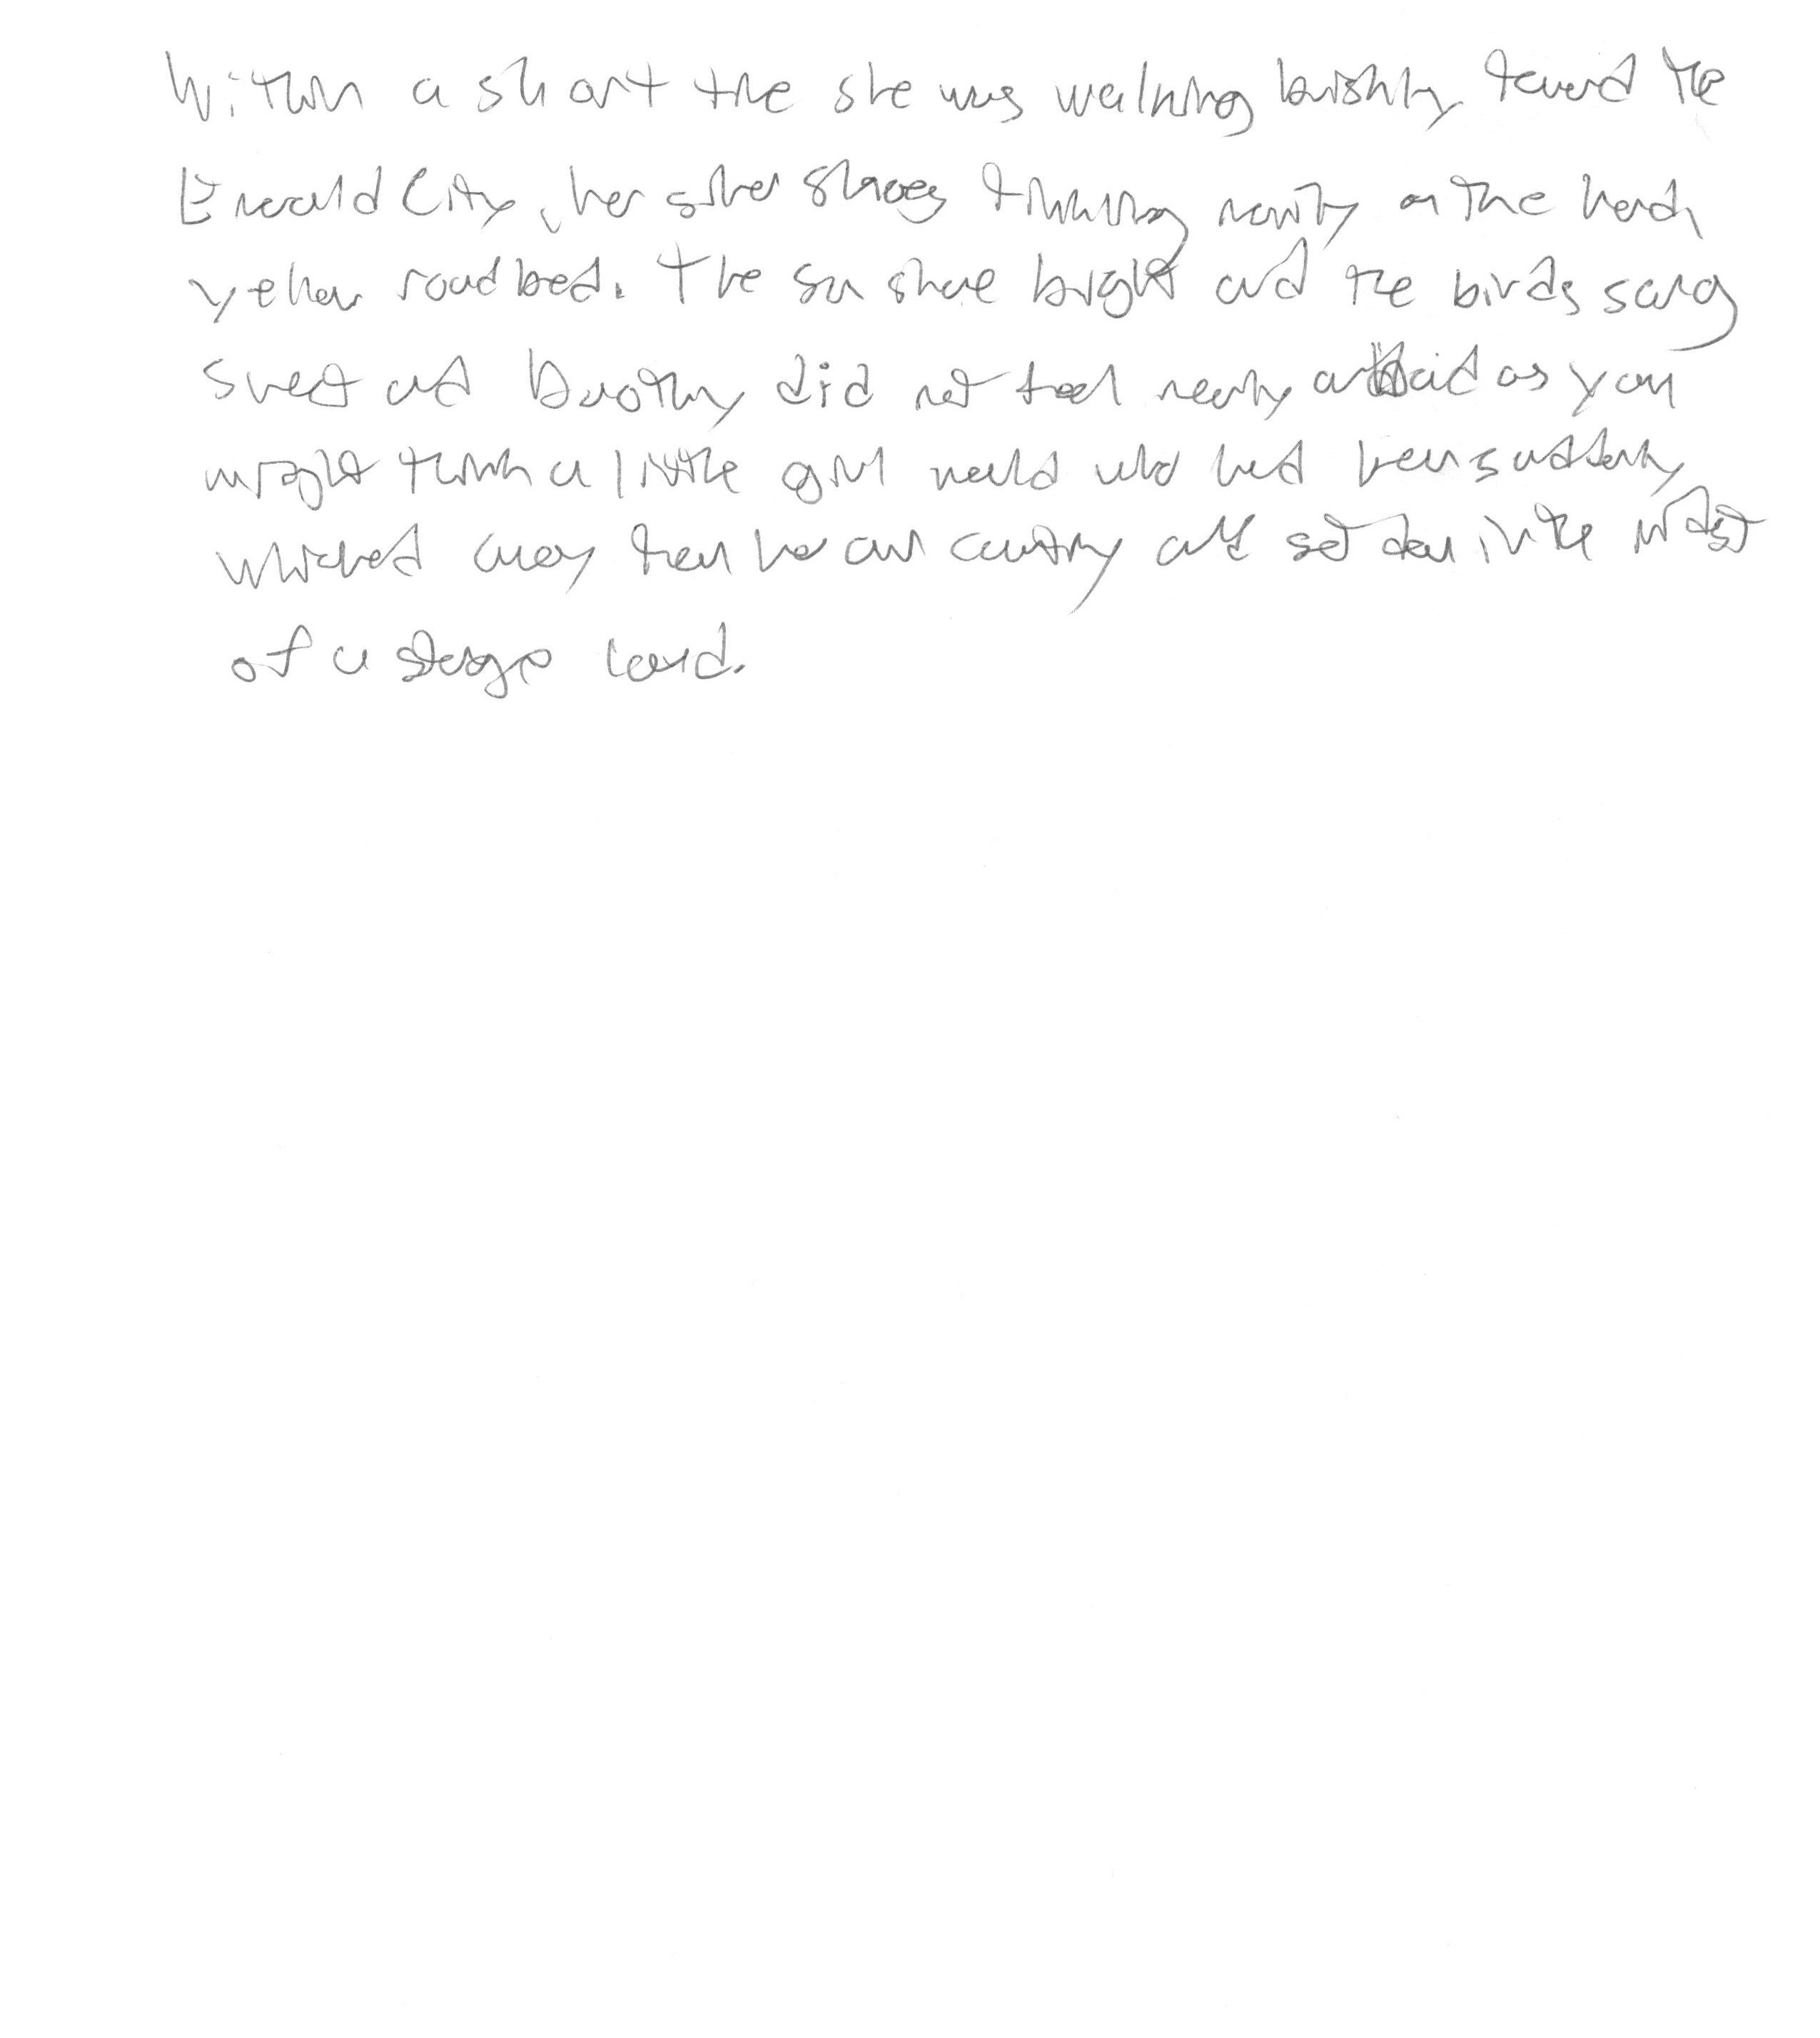 Within a short time she was walking briskly toward the
Emerald City, her silver shoes tinkling merrily on the hard,
yellow roadbed. The sun shone bright and the birds sang
sweet and Dorothy did not feel nearly as afraid as you
might think a little girl would who had been suddenly
whisked away from her own country and set down in the midst
of a strange land.